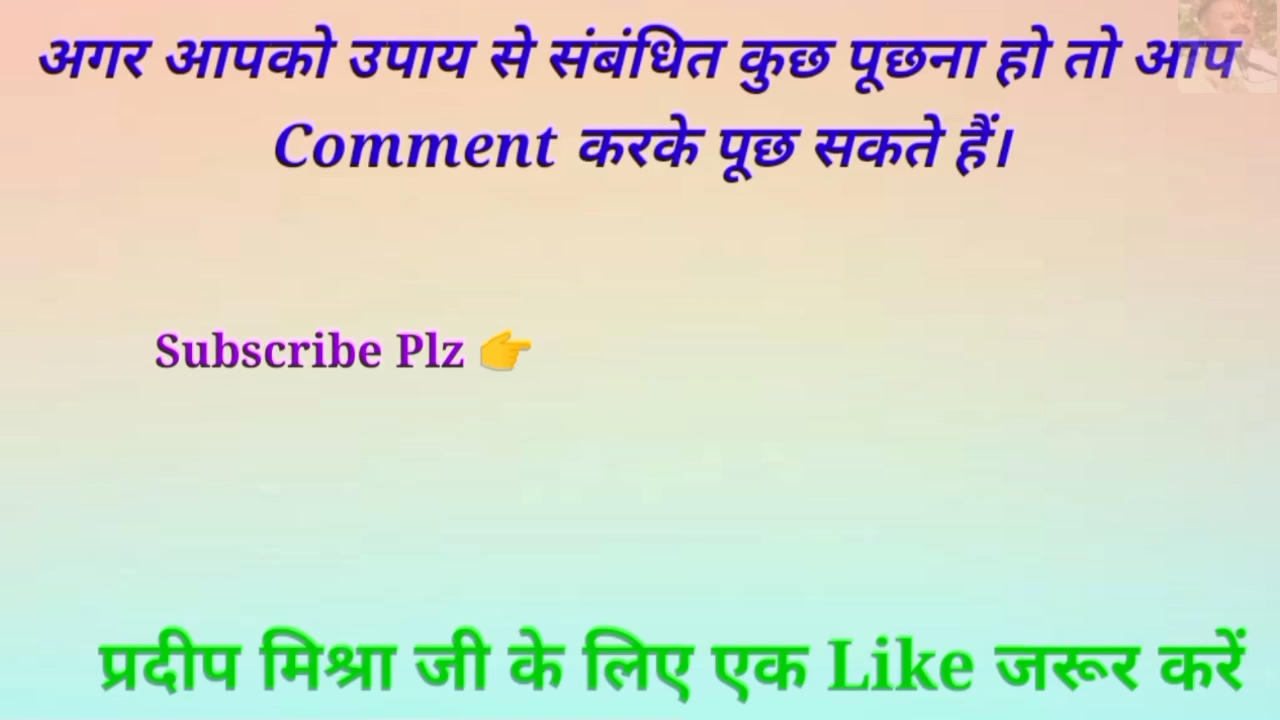 अगर आपको उपाय से संबंधित कुछ पूछना हो तो आप
Comment करके पूछ सकते हैं।
Subscribe Plz 👉
प्रदीप मिश्रा जी के लिए एक Like जरूर करें